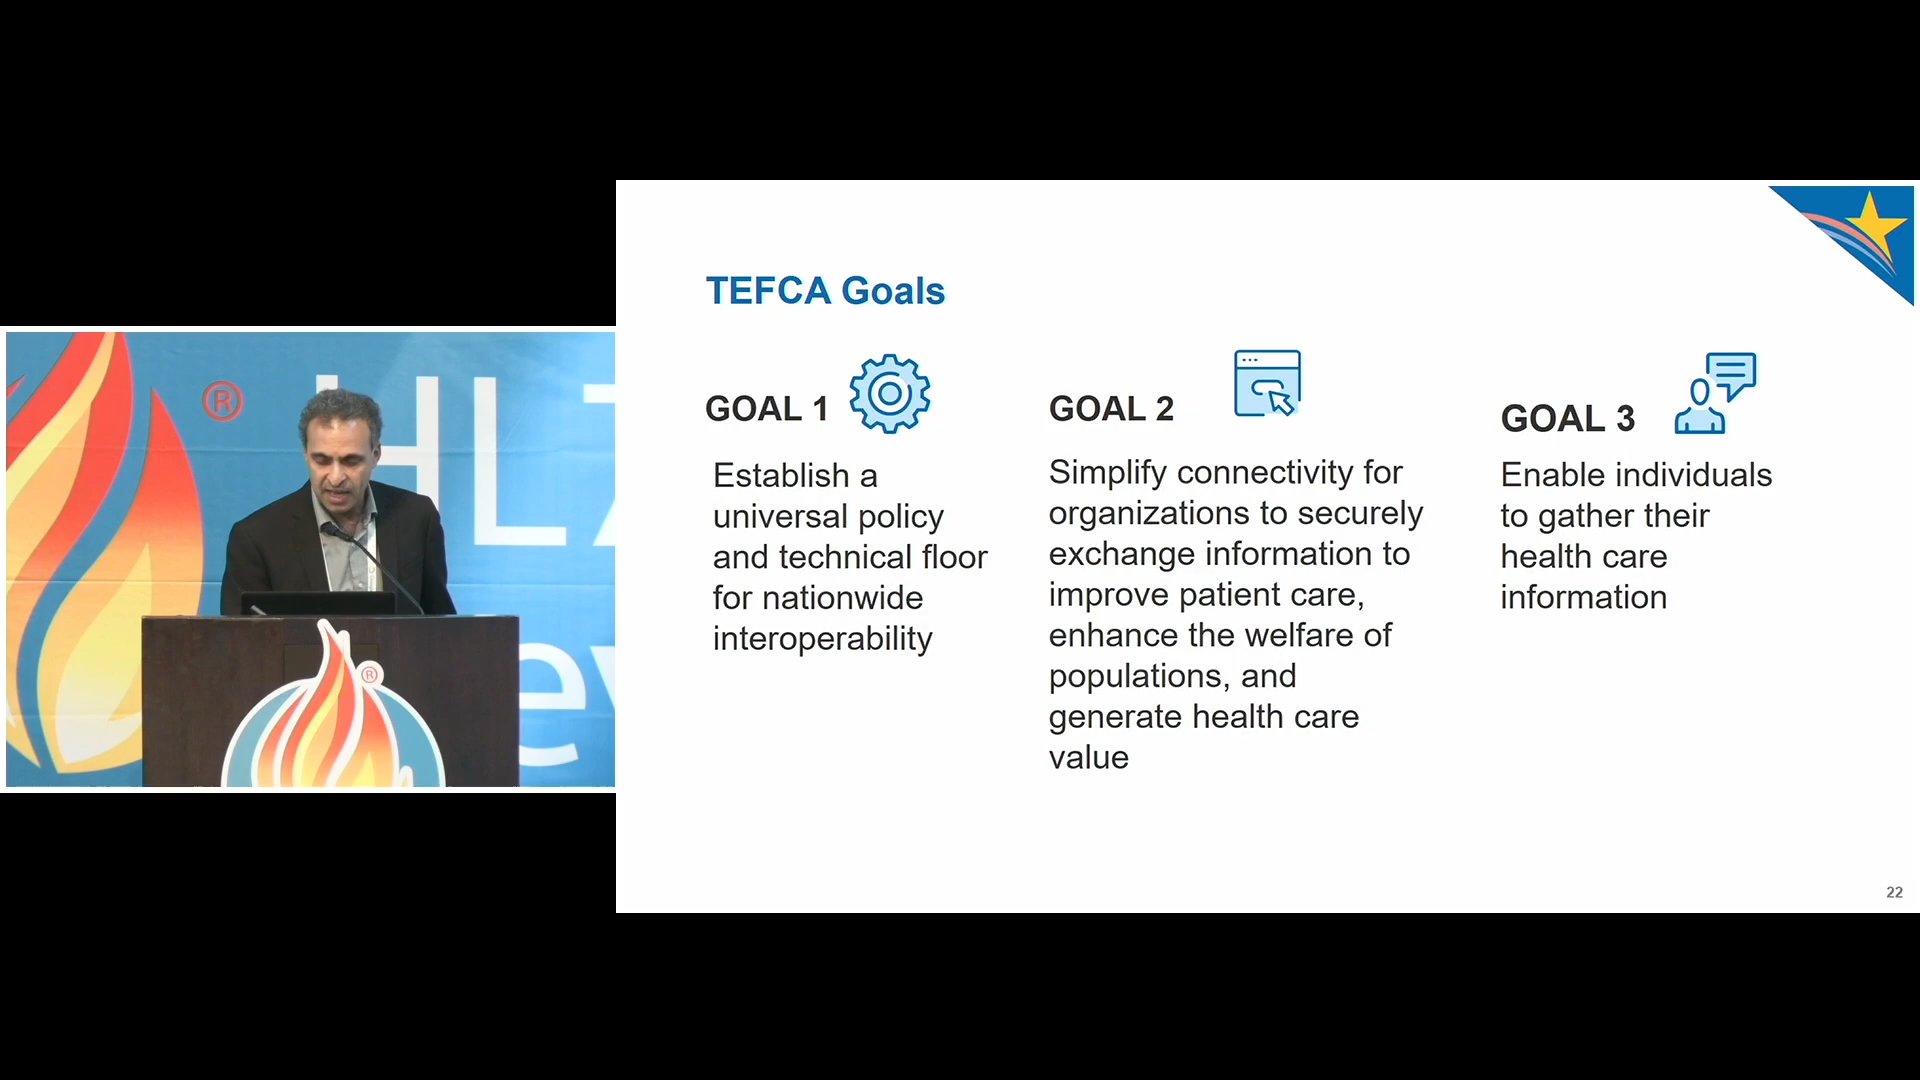 ®
HL7
ev
®
TEFCA Goals
GOAL 1
Establish a
universal policy
and technical floor
for nationwide
interoperability
GOAL 2
Simplify connectivity for
organizations to securely
exchange information to
improve patient care,
enhance the welfare of
populations, and
generate health care
value
GOAL 3
Enable individuals
to gather their
health care
information
22